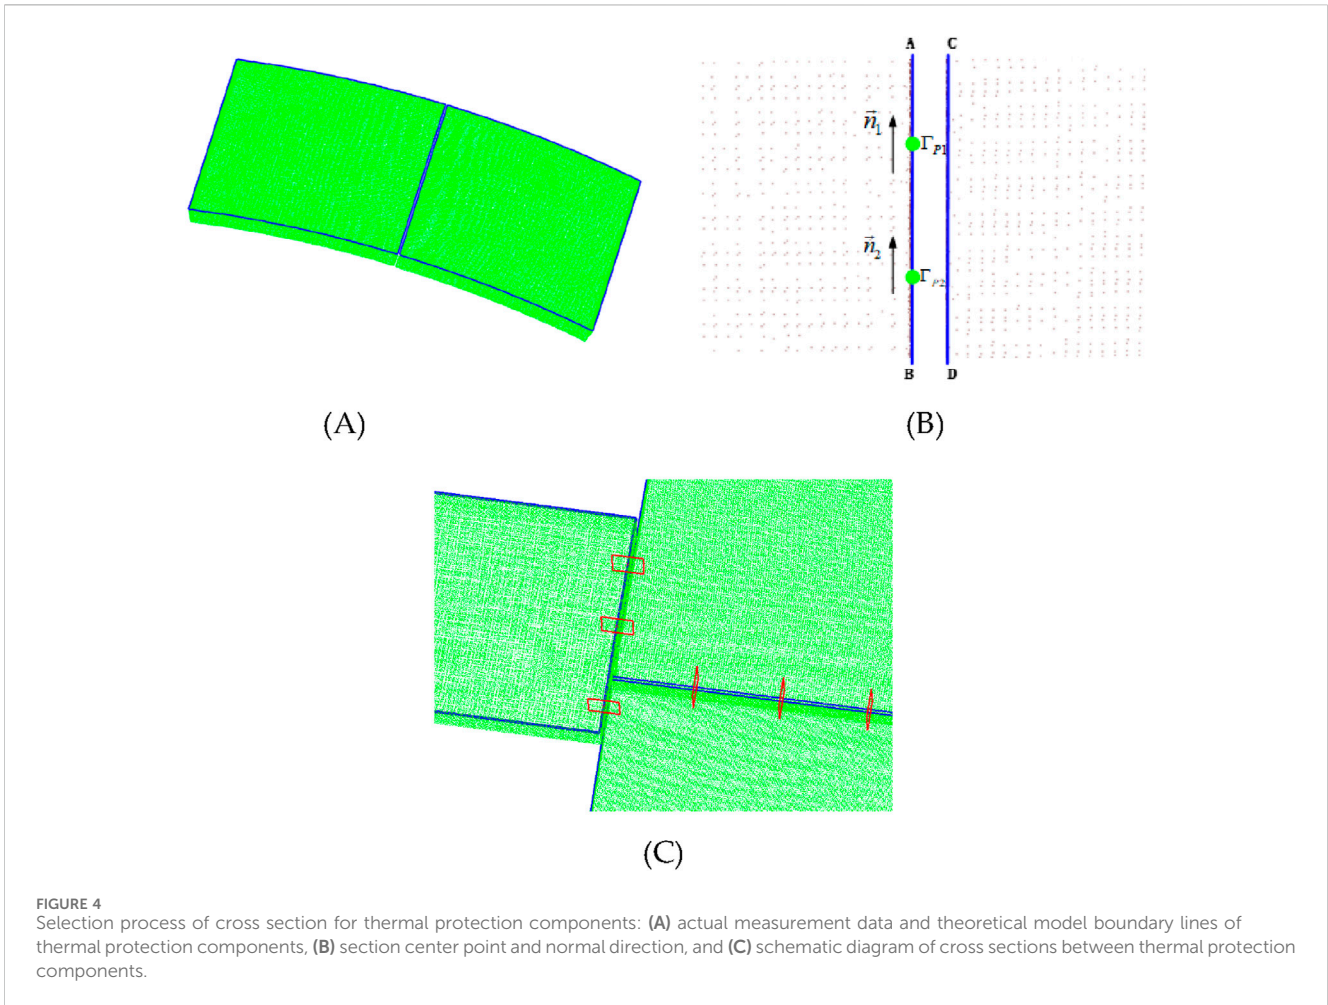 A C
n⃗1
ΓP1
n⃗2
ΓP2
B D
(A)
(B)
(C)
FIGURE 4
Selection process of cross section for thermal protection components: (A) actual measurement data and theoretical model boundary lines of
thermal protection components, (B) section center point and normal direction, and (C) schematic diagram of cross sections between thermal protection
components.